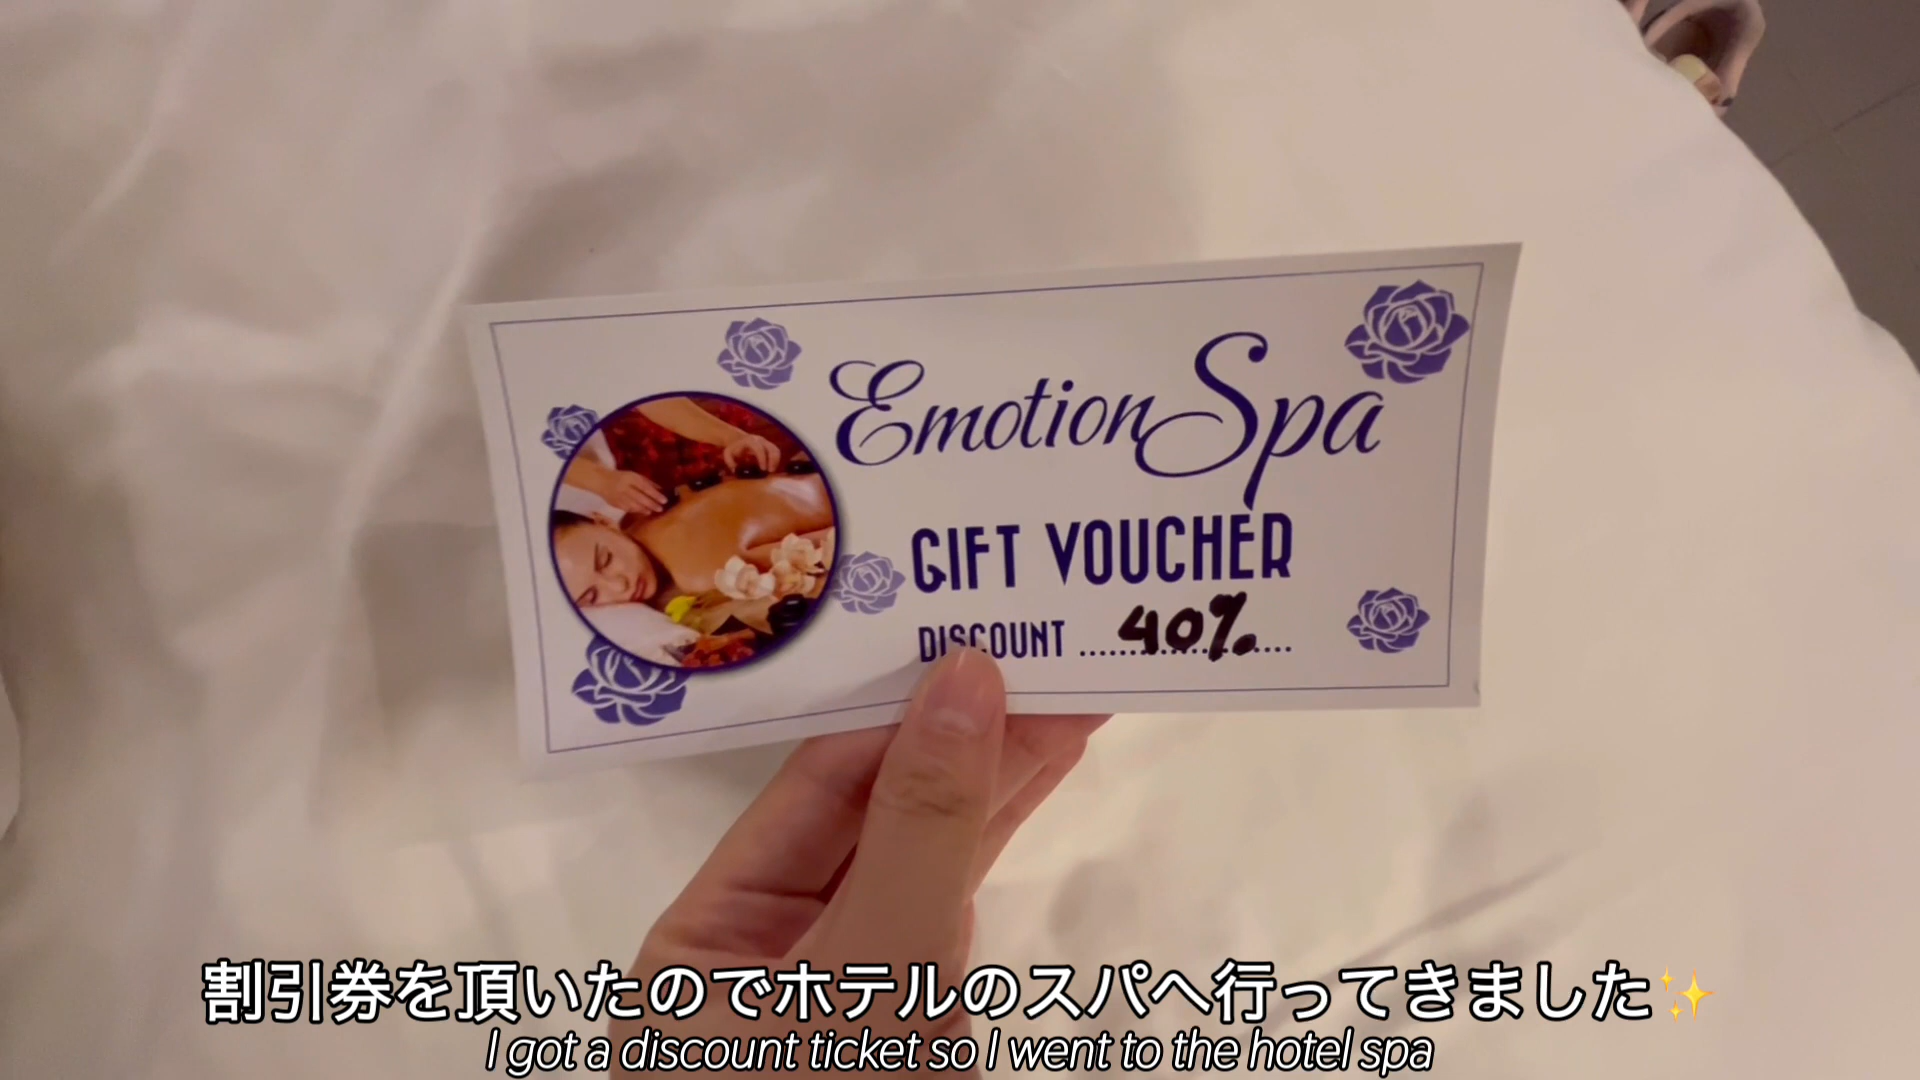 Emotion Spa
GIFT VOUCHER
DISCOUNT ........40%........
割引券を頂いたのでホテルのスパへ行ってきました✨
I got a discount ticket so I went to the hotel spa